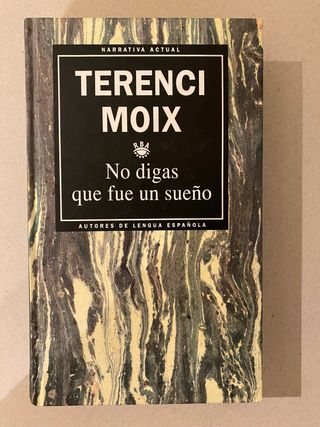 NARRATIVA ACTUAL
TERENCI
MOIX
RBA
No digas
que fue un sueño
AUTORES DE LENGUA ESPAÑOLA